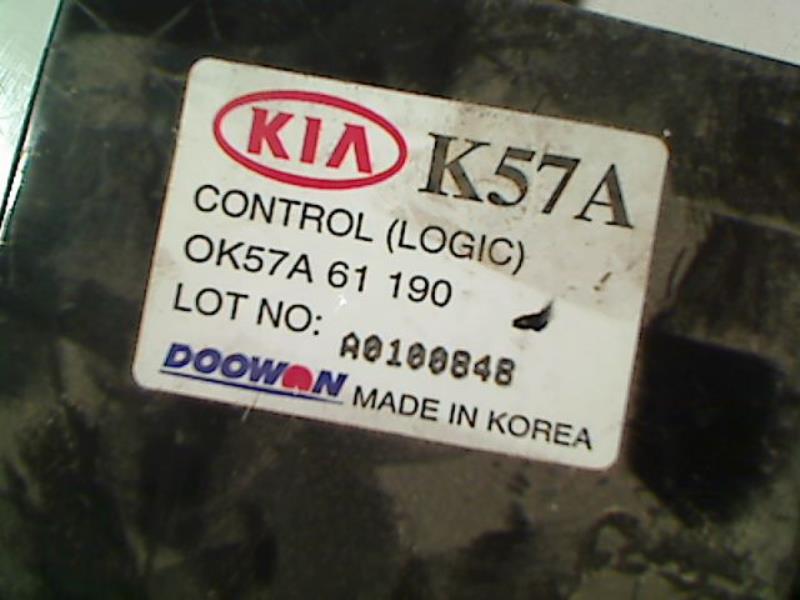 KIA K57A
CONTROL (LOGIC)
OK57A 61 190
LOT NO: A0100848
DOOWON MADE IN KOREA